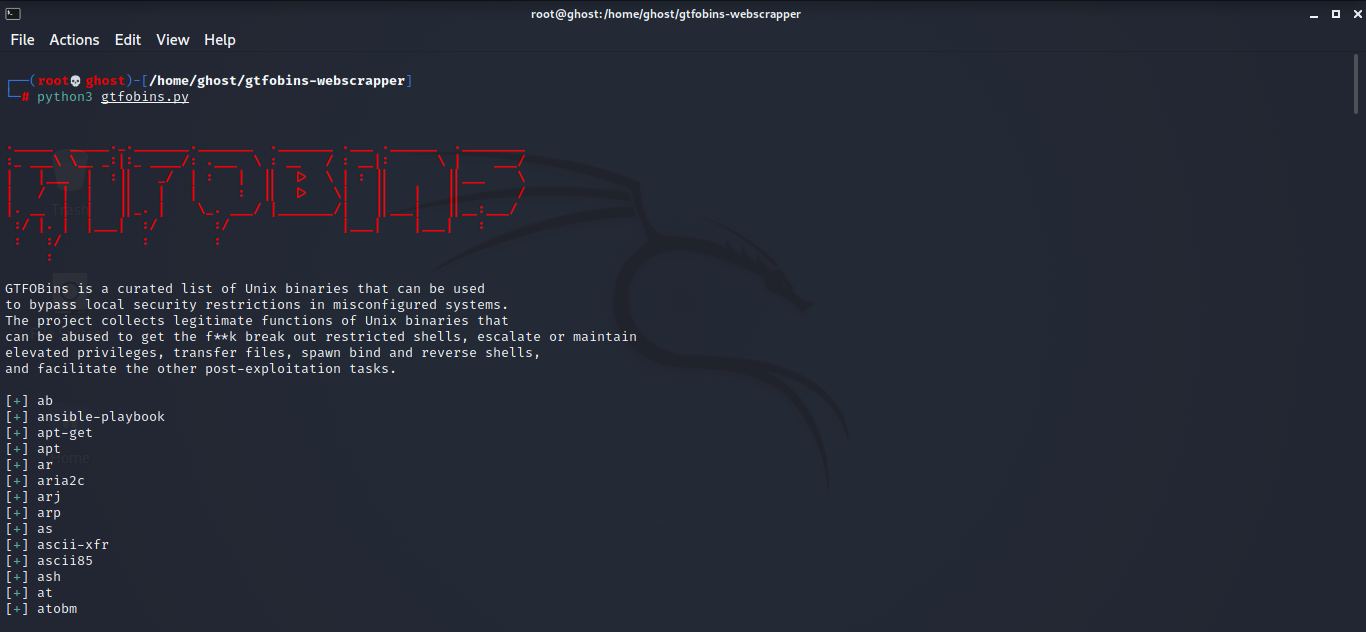 root@ghost:/home/ghost/gtfobins-webscrapper
File Actions Edit View Help
┌──(root💀ghost)-[/home/ghost/gtfobins-webscrapper]
└─# python3 gtfobins.py
GTFOBINS
GTFOBins is a curated list of Unix binaries that can be used
to bypass local security restrictions in misconfigured systems.
The project collects legitimate functions of Unix binaries that
can be abused to get the f**k break out restricted shells, escalate or maintain
elevated privileges, transfer files, spawn bind and reverse shells,
and facilitate the other post-exploitation tasks.
[+] ab
[+] ansible-playbook
[+] apt-get
[+] apt
[+] ar
[+] aria2c
[+] arj
[+] arp
[+] as
[+] ascii-xfr
[+] ascii85
[+] ash
[+] at
[+] atobm
Trash
Home